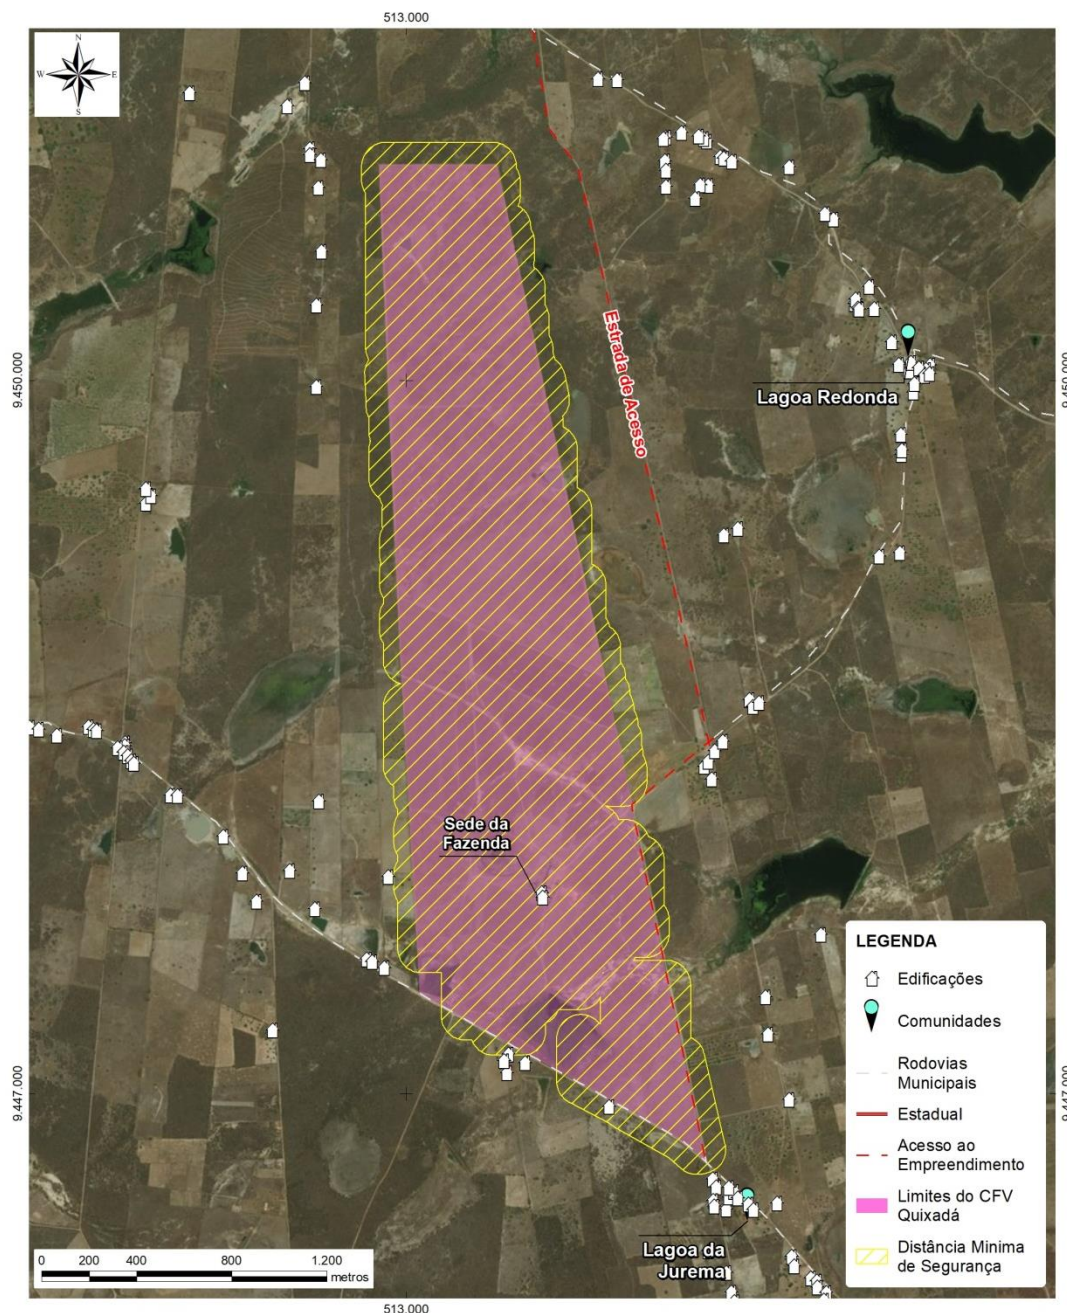 513.000
N
W
E
S
9.450.000
9.450.000
Estrada de Acesso
Lagoa Redonda
Sede da
Fazenda
9.447.000
9.447.000
LEGENDA
Edificações
Comunidades
Rodovias
Municipais
Estadual
Acesso ao
Empreendimento
Limites do CFV
Quixadá
Distância Minima
de Segurança
Lagoa da
Jurema
0 200 400 800 1.200
metros
513.000